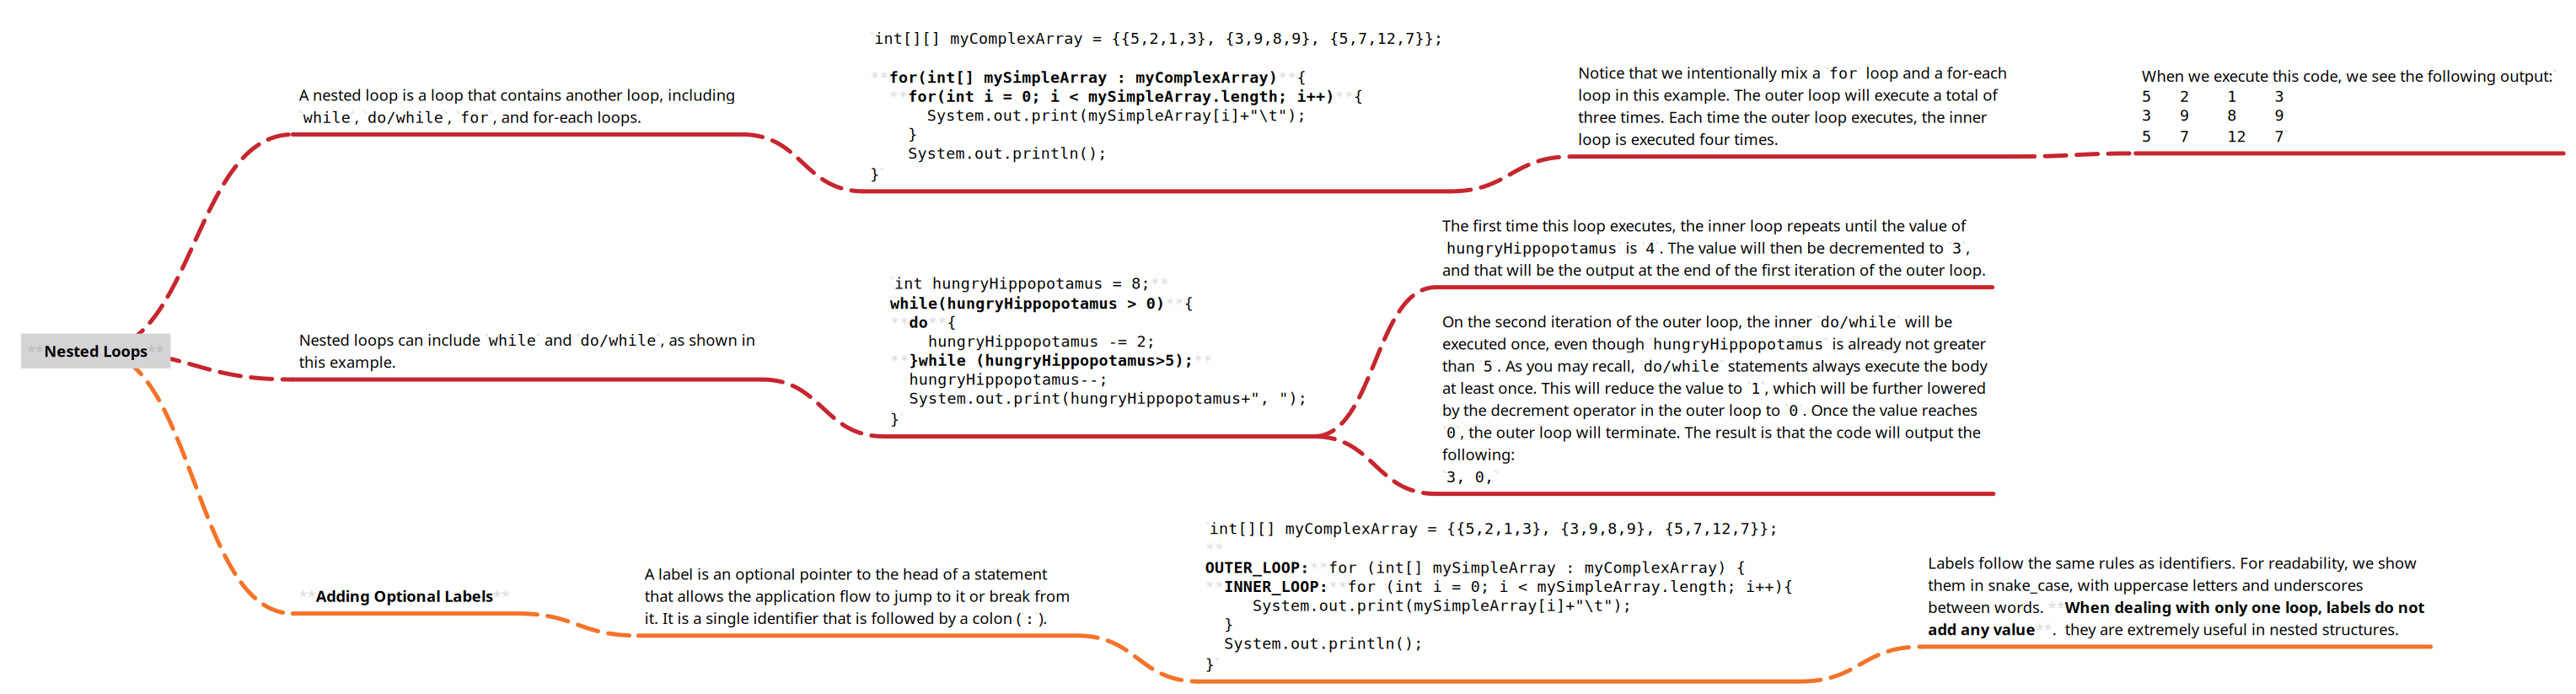 **Nested Loops**
A nested loop is a loop that contains another loop, including
`while`, `do/while`, `for`, and for-each loops.
`int[][] myComplexArray = {{5,2,1,3}, {3,9,8,9}, {5,7,12,7}};
**for(int[] mySimpleArray : myComplexArray)**{
**for(int i = 0; i < mySimpleArray.length; i++)**{
System.out.print(mySimpleArray[i]+"\t");
}
System.out.println();
}`
Notice that we intentionally mix a `for` loop and a for-each
loop in this example. The outer loop will execute a total of
three times. Each time the outer loop executes, the inner
loop is executed four times.
When we execute this code, we see the following output:`
5 2 1 3
3 9 8 9
5 7 12 7`
Nested loops can include `while` and `do/while`, as shown in
this example.
`int hungryHippopotamus = 8;**
while(hungryHippopotamus > 0)**{
**do**{
hungryHippopotamus -= 2;
**}while (hungryHippopotamus>5);**
hungryHippopotamus--;
System.out.print(hungryHippopotamus+", ");
}`
The first time this loop executes, the inner loop repeats until the value of
`hungryHippopotamus` is `4`. The value will then be decremented to `3`,
and that will be the output at the end of the first iteration of the outer loop.
On the second iteration of the outer loop, the inner `do/while` will be
executed once, even though `hungryHippopotamus` is already not greater
than `5`. As you may recall, `do/while` statements always execute the body
at least once. This will reduce the value to `1`, which will be further lowered
by the decrement operator in the outer loop to `0`. Once the value reaches
`0`, the outer loop will terminate. The result is that the code will output the
following:
`3, 0,`
**Adding Optional Labels**
A label is an optional pointer to the head of a statement
that allows the application flow to jump to it or break from
it. It is a single identifier that is followed by a colon (`:`).
`int[][] myComplexArray = {{5,2,1,3}, {3,9,8,9}, {5,7,12,7}};
**
OUTER_LOOP:**for (int[] mySimpleArray : myComplexArray) {
**INNER_LOOP:**for (int i = 0; i < mySimpleArray.length; i++){
System.out.print(mySimpleArray[i]+"\t");
}
System.out.println();
}`
Labels follow the same rules as identifiers. For readability, we show
them in snake_case, with uppercase letters and underscores
between words. **When dealing with only one loop, labels do not
add any value**. they are extremely useful in nested structures.